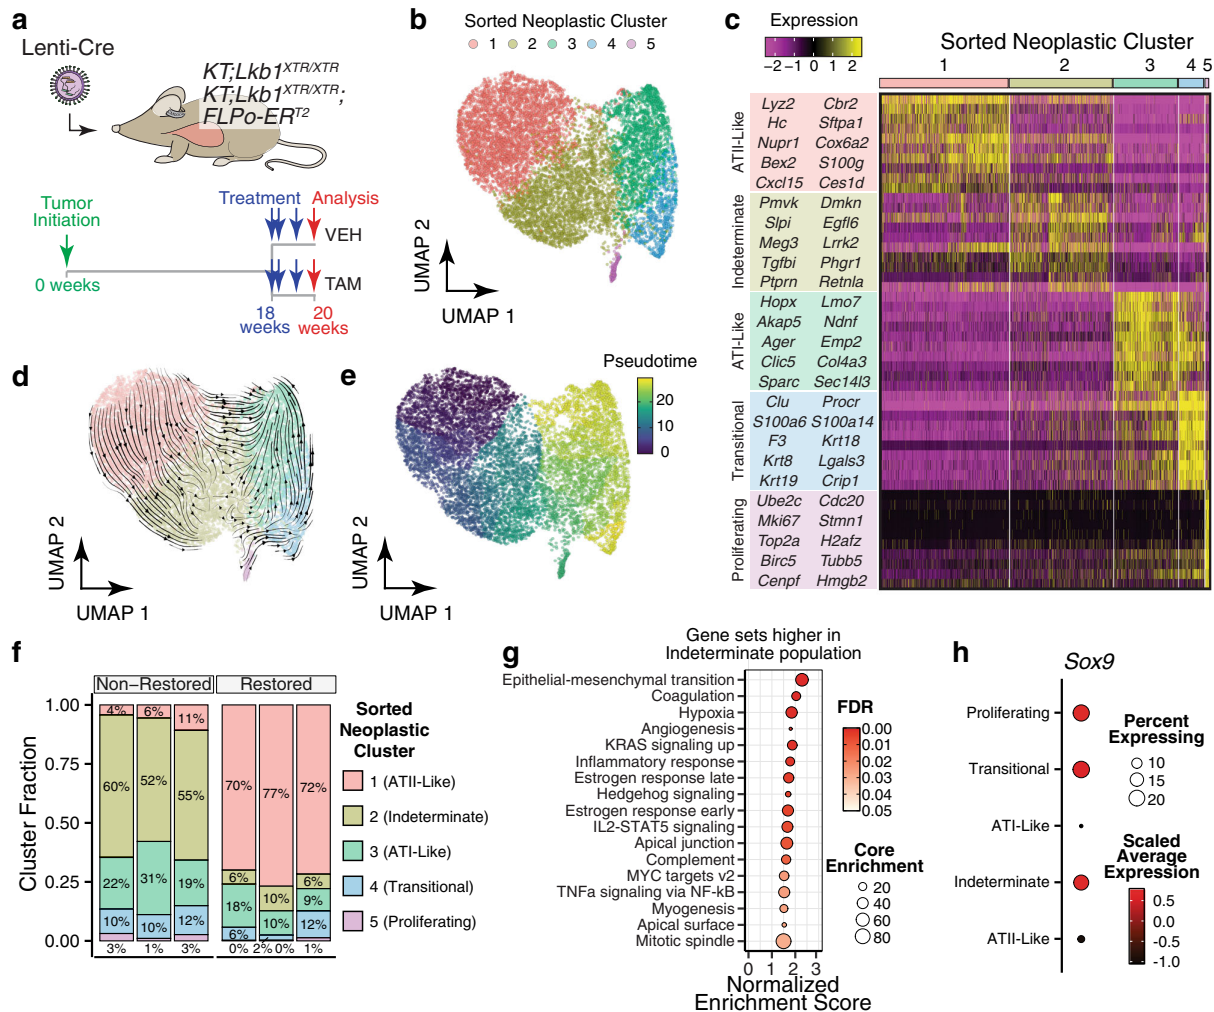 a
Lenti-Cre
KT;Lkb1XTR/XTR
KT;Lkb1XTR/XTR;
FLPo-ERT2
Tumor
Initiation
Treatment
Analysis
VEH
TAM
0 weeks
18
weeks
20
weeks
b
Sorted Neoplastic Cluster
1 2 3 4 5
UMAP 2
UMAP 1
c
Expression
−2 −1 0 1 2
Sorted Neoplastic Cluster
1 2 3 4 5
ATII-Like
Lyz2 Cbr2
Hc Sftpa1
Nupr1 Cox6a2
Bex2 S100g
Cxcl15 Ces1d
Indeterminate
Pmvk Dmkn
Slpi Egfl6
Meg3 Lrrk2
Tgfbi Phgr1
Ptprn Retnla
ATI-Like
Hopx Lmo7
Akap5 Ndnf
Ager Emp2
Clic5 Col4a3
Sparc Sec14l3
Transitional
Clu Procr
S100a6 S100a14
F3 Krt18
Krt8 Lgals3
Krt19 Crip1
Proliferating
Ube2c Cdc20
Mki67 Stmn1
Top2a H2afz
Birc5 Tubb5
Cenpf Hmgb2
d
UMAP 2
UMAP 1
e
Pseudotime
20
10
0
UMAP 2
UMAP 1
f
Non−Restored Restored
Cluster Fraction
1.00
0.75
0.50
0.25
0.00
4% 6% 11%
60% 52% 55%
22% 31% 19%
10% 10% 12%
3% 1% 3%
70% 77% 72%
6% 10% 6%
18% 10% 9%
6% 2% 12%
0% 0% 1%
Sorted
Neoplastic
Cluster
1 (ATII-Like)
2 (Indeterminate)
3 (ATI-Like)
4 (Transitional)
5 (Proliferating)
g
Gene sets higher in
Indeterminate population
Epithelial-mesenchymal transition
Coagulation
Hypoxia
Angiogenesis
KRAS signaling up
Inflammatory response
Estrogen response late
Hedgehog signaling
Estrogen response early
IL2-STAT5 signaling
Apical junction
Complement
MYC targets v2
TNFa signaling via NF-kB
Myogenesis
Apical surface
Mitotic spindle
0 1 2 3
Normalized
Enrichment Score
FDR
0.00
0.01
0.02
0.03
0.04
0.05
Core
Enrichment
20
40
60
80
h
Sox9
Proliferating
Transitional
ATI-Like
Indeterminate
ATII-Like
Percent
Expressing
10
15
20
Scaled
Average
Expression
0.5
0.0
-0.5
-1.0